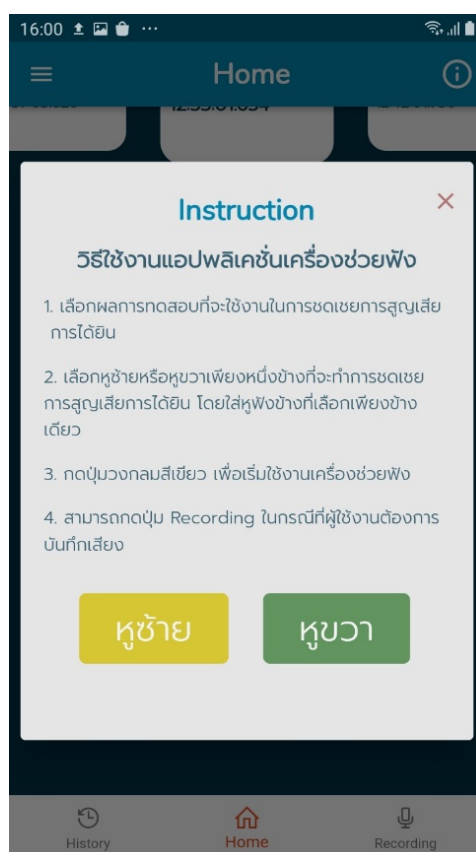 16:00
Home
Instruction
วิธีใช้งานแอปพลิเคชั่นเครื่องช่วยฟัง
1. เลือกผลการทดสอบที่จะใช้งานในการชดเชยการสูญเสีย
การได้ยิน
2. เลือกหูซ้ายหรือหูขวาเพียงหนึ่งข้างที่จะทำการชดเชย
การสูญเสียการได้ยิน โดยใส่หูฟังข้างที่เลือกเพียงข้าง
เดียว
3. กดปุ่มวงกลมสีเขียว เพื่อเริ่มใช้งานเครื่องช่วยฟัง
4. สามารถกดปุ่ม Recording ในกรณีที่ผู้ใช้งานต้องการ
บันทึกเสียง
หูซ้าย หูขวา
History Home Recording